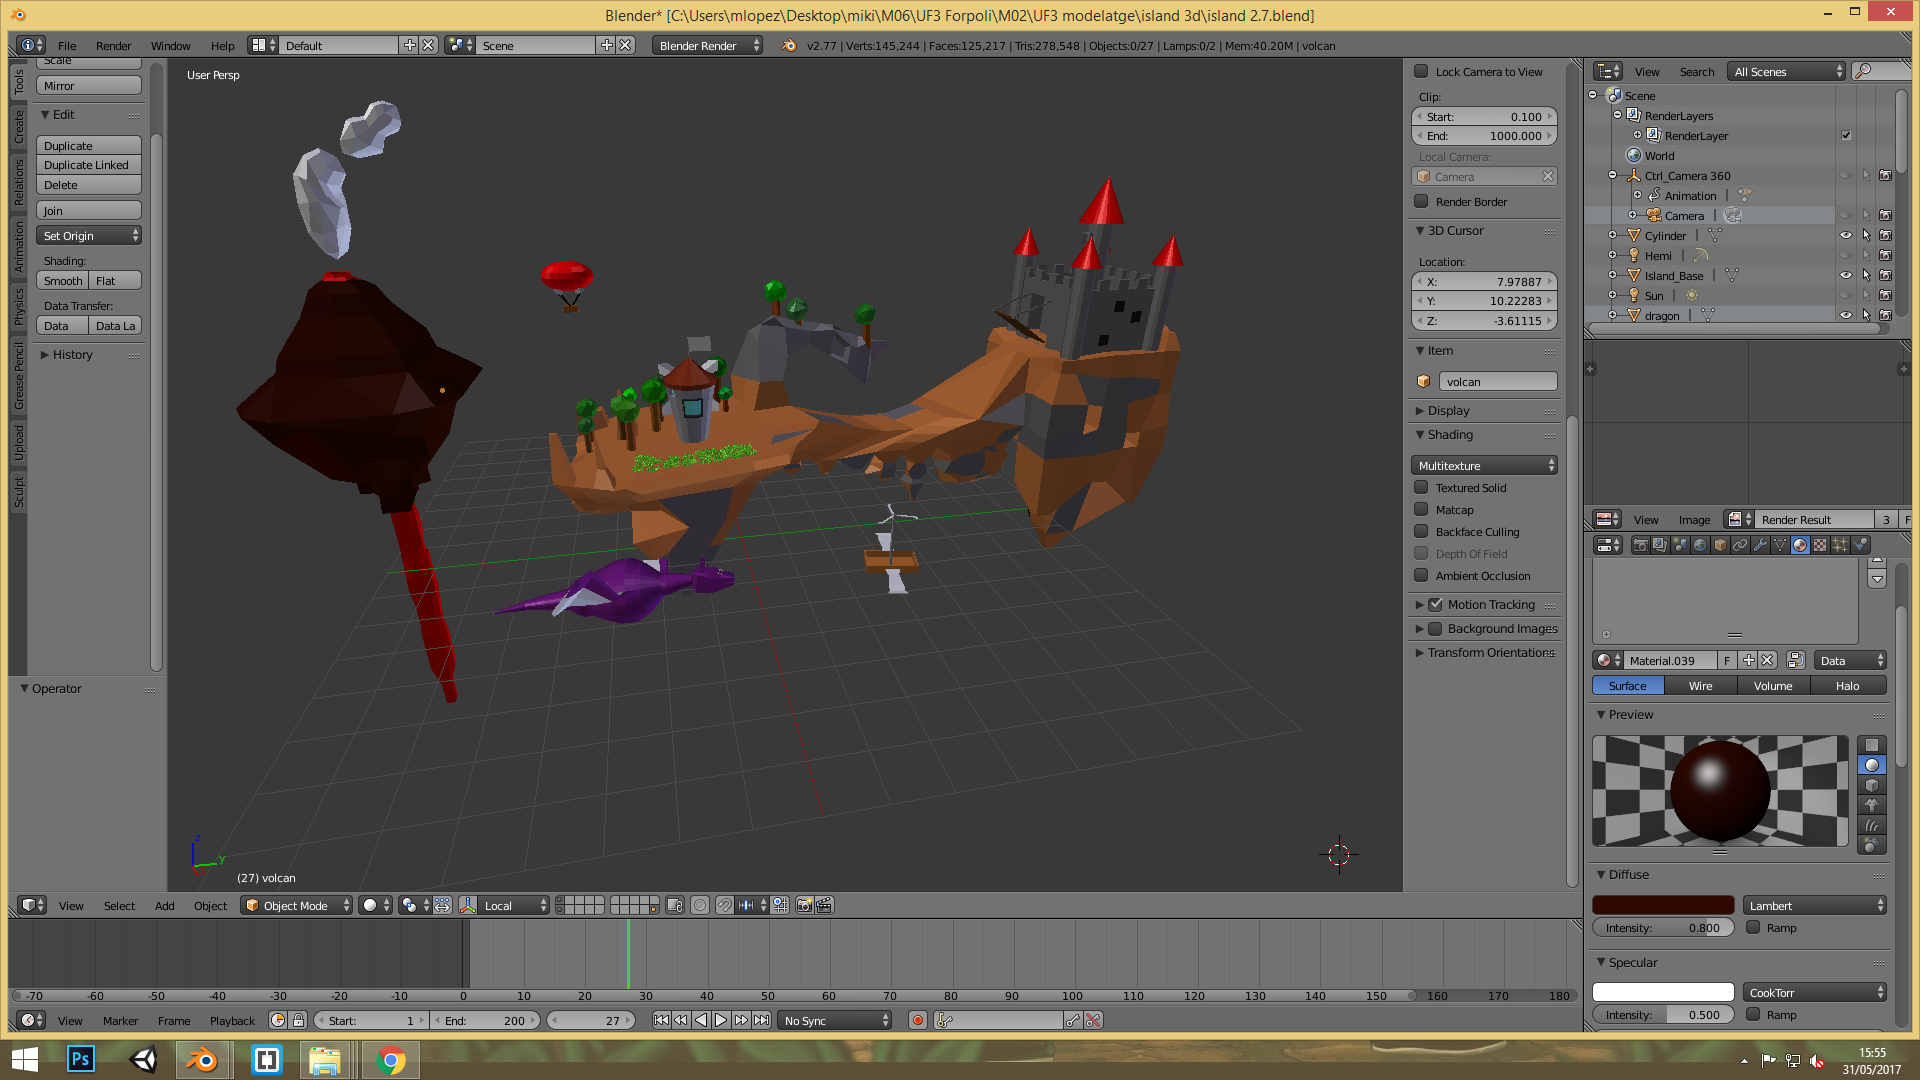 Blender* [C:\Users\mlopez\Desktop\miki\M06\UF3 Forpoli\M02\UF3 modelatge\island 3d\island 2.7.blend]
File Render Window Help Default Scene Blender Render v2.77 | Verts:145,244 | Faces:125,217 | Tris:278,548 | Objects:0/27 | Lamps:0/2 | Mem:40.20M | volcan
Tools
Create
Relations
Animation
Physics
Grease Pencil
Upload
Sculpt
Scale
Mirror
Edit
Duplicate
Duplicate Linked
Delete
Join
Set Origin
Shading:
Smooth Flat
Data Transfer:
Data Data La
History
Operator
User Persp
z
y
(27) volcan
Lock Camera to View
Clip:
Start: 0.100
End: 1000.000
Local Camera:
Camera
Render Border
3D Cursor
Location:
X: 7.97887
Y: 10.22283
Z: -3.61115
Item
volcan
Display
Shading
Multitexture
Textured Solid
Matcap
Backface Culling
Depth Of Field
Ambient Occlusion
Motion Tracking
Background Images
Transform Orientations
View Search All Scenes
Scene
RenderLayers
RenderLayer
World
Ctrl_Camera 360
Animation
Camera
Cylinder
Hemi
Island_Base
Sun
dragon
View Image Render Result 3 F
Material.039 F Data
Surface Wire Volume Halo
Preview
Diffuse
Lambert
Intensity: 0.800 Ramp
Specular
CookTorr
Intensity: 0.500 Ramp
View Select Add Object Object Mode Local
-70 -60 -50 -40 -30 -20 -10 0 10 20 30 40 50 60 70 80 90 100 110 120 130 140 150 160 170 180
View Marker Frame Playback Start: 1 End: 200 27 No Sync
Ps
15:55
31/05/2017